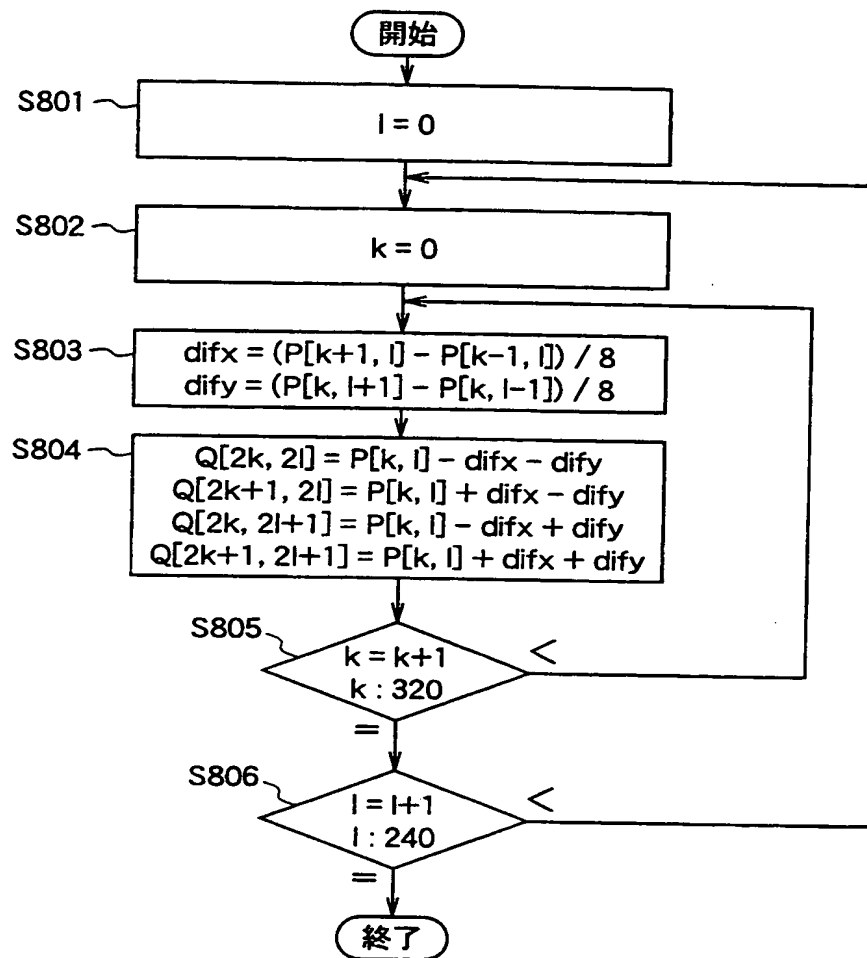 開始
S801
l = 0
S802
k = 0
S803
difx = (P[k+1, l] - P[k-1, l]) / 8
dify = (P[k, l+1] - P[k, l-1]) / 8
S804
Q[2k, 2l] = P[k, l] - difx - dify
Q[2k+1, 2l] = P[k, l] + difx - dify
Q[2k, 2l+1] = P[k, l] - difx + dify
Q[2k+1, 2l+1] = P[k, l] + difx + dify
S805
k = k+1
k : 320
<
=
S806
l = l+1
l : 240
<
=
終了